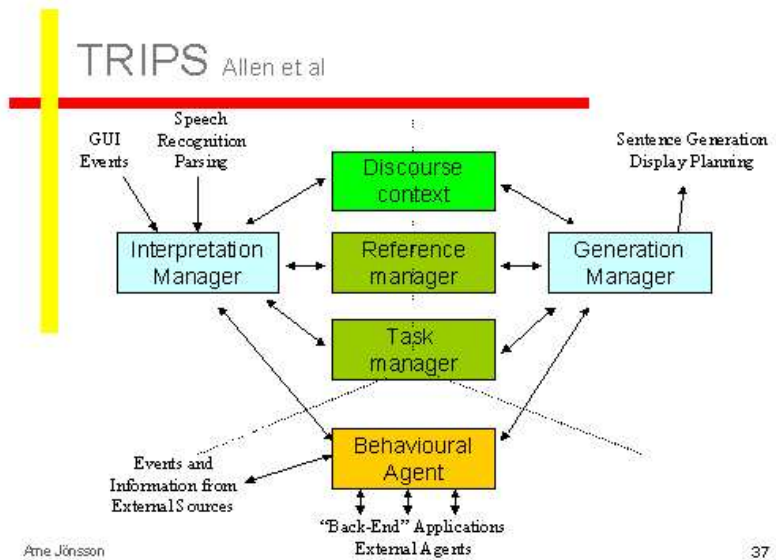 TRIPS Allen et al
GUI
Events
Speech
Recognition
Parsing
Sentence Generation
Display Planning
Discourse
context
Interpretation
Manager
Reference
manager
Generation
Manager
Task
manager
Behavioural
Agent
Events and
Information from
External Sources
“Back-End” Applications
External Agents
Arne Jönsson
37